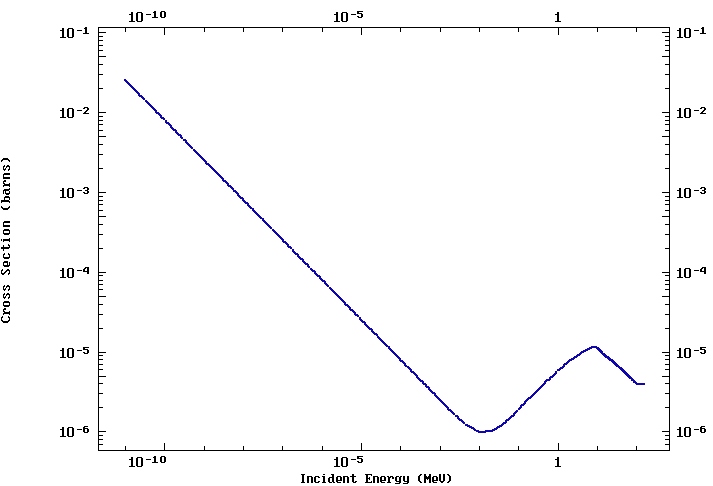 10⁻¹⁰ 10⁻⁵ 1
10⁻¹ 10⁻¹
10⁻² 10⁻²
10⁻³ 10⁻³
10⁻⁴ 10⁻⁴
10⁻⁵ 10⁻⁵
10⁻⁶ 10⁻⁶
Cross Section (barns)
10⁻¹⁰ 10⁻⁵ 1
Incident Energy (MeV)